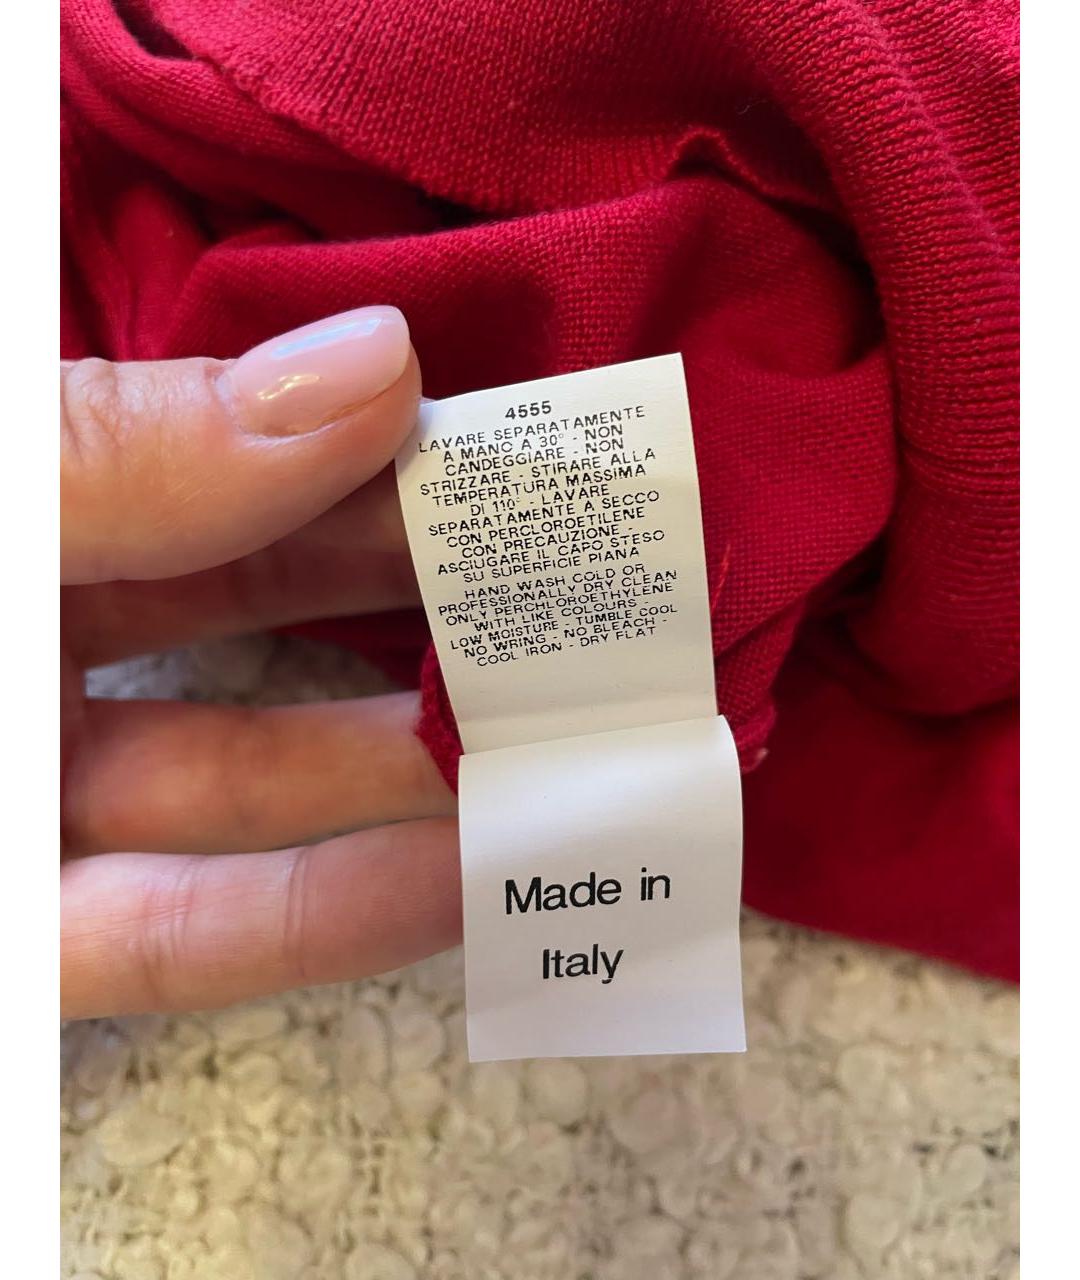 4555
LAVARE SEPARATAMENTE
A MANO A 30° - NON
CANDEGGIARE - NON
STRIZZARE - STIRARE ALLA
TEMPERATURA MASSIMA
DI 110° - LAVARE
SEPARATAMENTE A SECCO
CON PERCLOROETILENE
CON PRECAUZIONE -
ASCIUGARE IL CAPO STESO
SU SUPERFICIE PIANA
HAND WASH COLD OR
PROFESSIONALLY DRY CLEAN
ONLY PERCHLOROETHYLENE
WITH LIKE COLOURS -
LOW MOISTURE - TUMBLE COOL
NO WRING - NO BLEACH -
COOL IRON - DRY FLAT
Made in
Italy